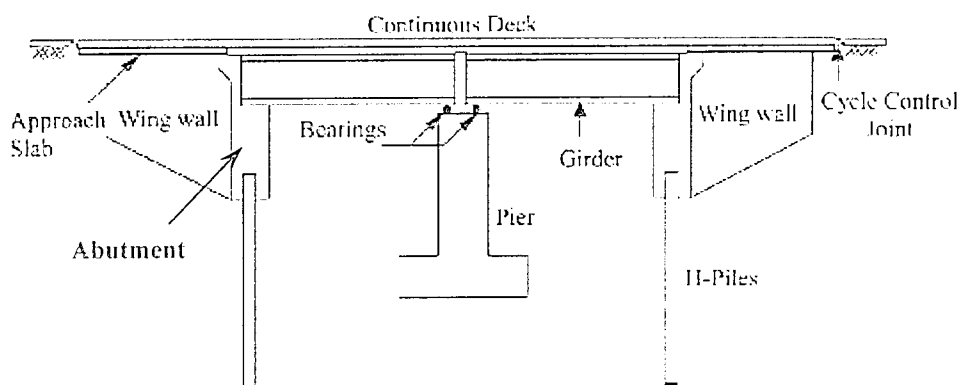 Continuous Deck
Approach Wing wall
Slab
Bearings
Girder
Wing wall
Cycle Control
Joint
Pier
Abutment
H-Piles